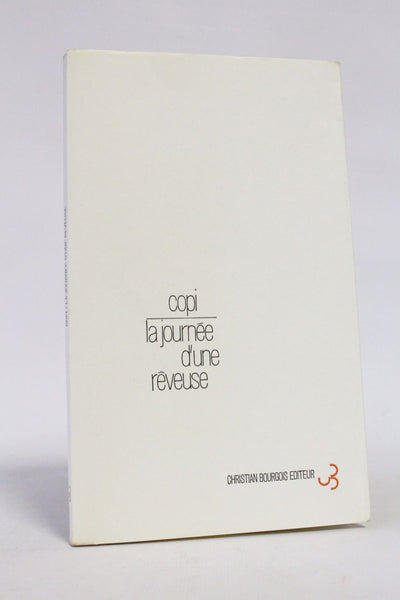 copi
la journée
d'une
rêveuse
CHRISTIAN BOURGOIS EDITEUR